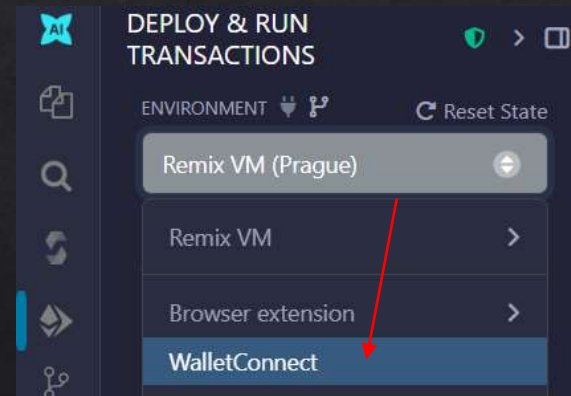 AI
DEPLOY & RUN
TRANSACTIONS
ENVIRONMENT
Reset State
Remix VM (Prague)
Remix VM
Browser extension
WalletConnect